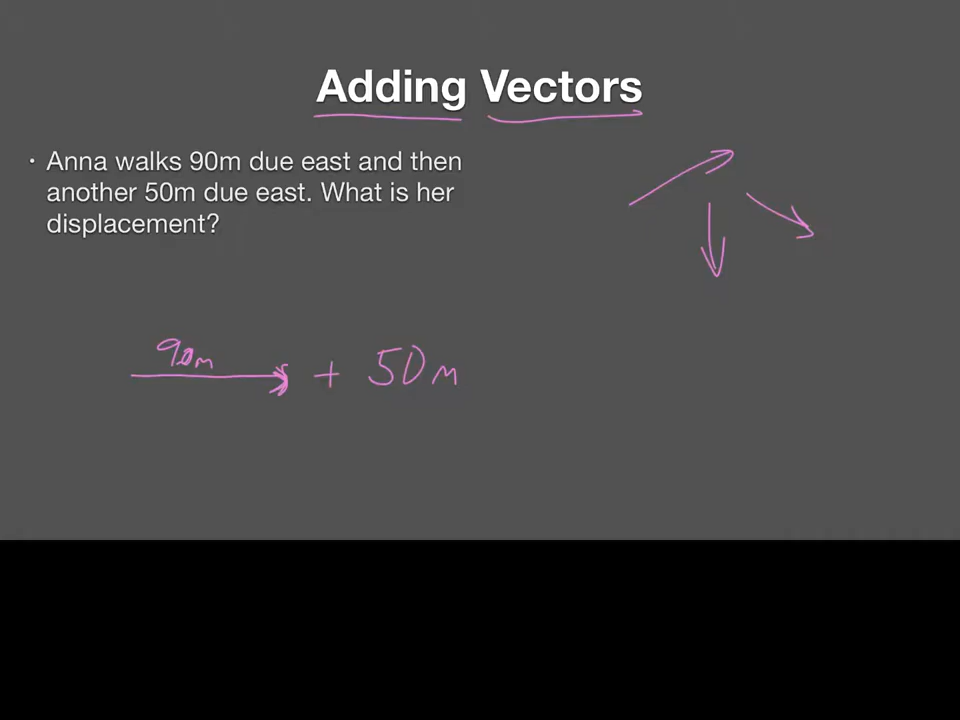 Adding Vectors
• Anna walks 90m due east and then
another 50m due east. What is her
displacement?
90m
+ 50m